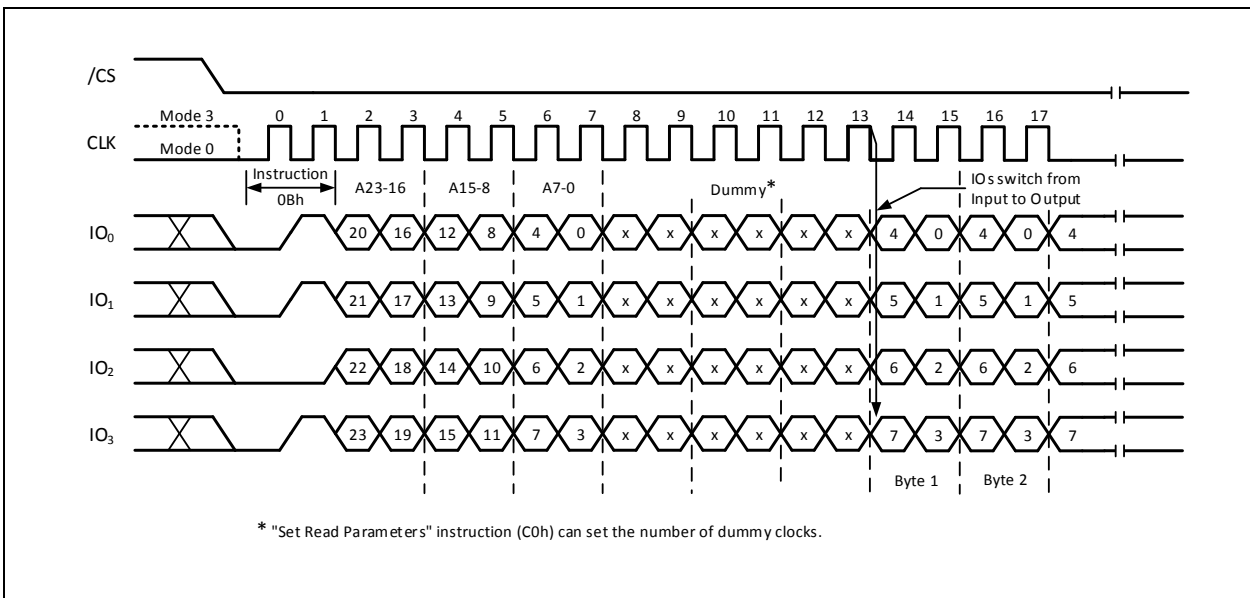 /CS
Mode 3
0 1 2 3 4 5 6 7 8 9 10 11 12 13 14 15 16 17
CLK
Mode 0
Instruction
0Bh
A23-16 A15-8 A7-0 Dummy*
IOs switch from
Input to Output
IO0 20 16 12 8 4 0 x x x x x x 4 0 4 0 4
IO1 21 17 13 9 5 1 x x x x x x 5 1 5 1 5
IO2 22 18 14 10 6 2 x x x x x x 6 2 6 2 6
IO3 23 19 15 11 7 3 x x x x x x 7 3 7 3 7
Byte 1 Byte 2
* "Set Read Parameters" instruction (C0h) can set the number of dummy clocks.